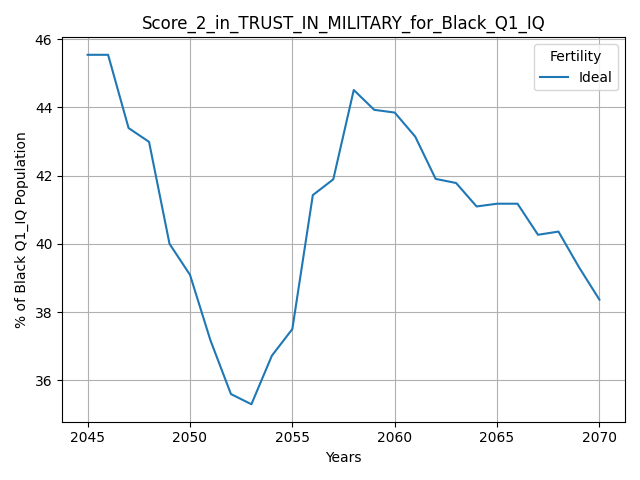 Score_2_in_TRUST_IN_MILITARY_for_Black_Q1_IQ
Fertility
Ideal
% of Black Q1_IQ Population
46
44
42
40
38
36
2045 2050 2055 2060 2065 2070
Years